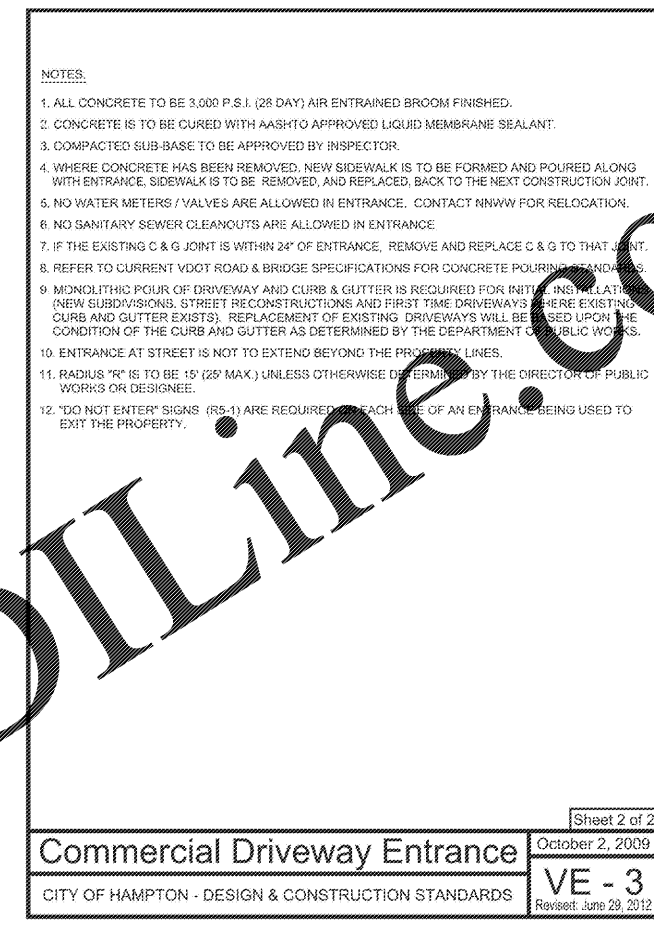 NOTES:
1. ALL CONCRETE TO BE 3,000 P.S.I. (28 DAY) AIR ENTRAINED BROOM FINISHED.
2. CONCRETE IS TO BE CURED WITH AASHTO APPROVED LIQUID MEMBRANE SEALANT.
3. COMPACTED SUB-BASE TO BE APPROVED BY INSPECTOR.
4. WHERE CONCRETE HAS BEEN REMOVED. NEW SIDEWALK IS TO BE FORMED AND POURED ALONG
WITH ENTRANCE, SIDEWALK IS TO BE REMOVED, AND REPLACED, BACK TO THE NEXT CONSTRUCTION JOINT.
5. NO WATER METERS / VALVES ARE ALLOWED IN ENTRANCE. CONTACT NNWW FOR RELOCATION.
6. NO SANITARY SEWER CLEANOUTS ARE ALLOWED IN ENTRANCE
7. IF THE EXISTING C & G JOINT IS WITHIN 24" OF ENTRANCE, REMOVE AND REPLACE C & G TO THAT JOINT.
8. REFER TO CURRENT VDOT ROAD & BRIDGE SPECIFICATIONS FOR CONCRETE POURING STANDARDS.
9. MONOLITHIC POUR OF DRIVEWAY AND CURB & GUTTER IS REQUIRED FOR INITIAL INSTALLATIONS
(NEW SUBDIVISIONS. STREET RECONSTRUCTIONS AND FIRST TIME DRIVEWAYS WHERE EXISTING
CURB AND GUTTER EXISTS). REPLACEMENT OF EXISTING DRIVEWAYS WILL BE BASED UPON THE
CONDITION OF THE CURB AND GUTTER AS DETERMINED BY THE DEPARTMENT OF PUBLIC WORKS.
10. ENTRANCE AT STREET IS NOT TO EXTEND BEYOND THE PROPERTY LINES.
11. RADIUS "R" IS TO BE 15' (25' MAX.) UNLESS OTHERWISE DETERMINED BY THE DIRECTOR OF PUBLIC
WORKS OR DESIGNEE.
12. "DO NOT ENTER" SIGNS (R5-1) ARE REQUIRED ON EACH SIDE OF AN ENTRANCE BEING USED TO
EXIT THE PROPERTY.
OILine.co
Sheet 2 of 2
Commercial Driveway Entrance
October 2, 2009
CITY OF HAMPTON - DESIGN & CONSTRUCTION STANDARDS
VE - 3
Revised: June 29, 2012